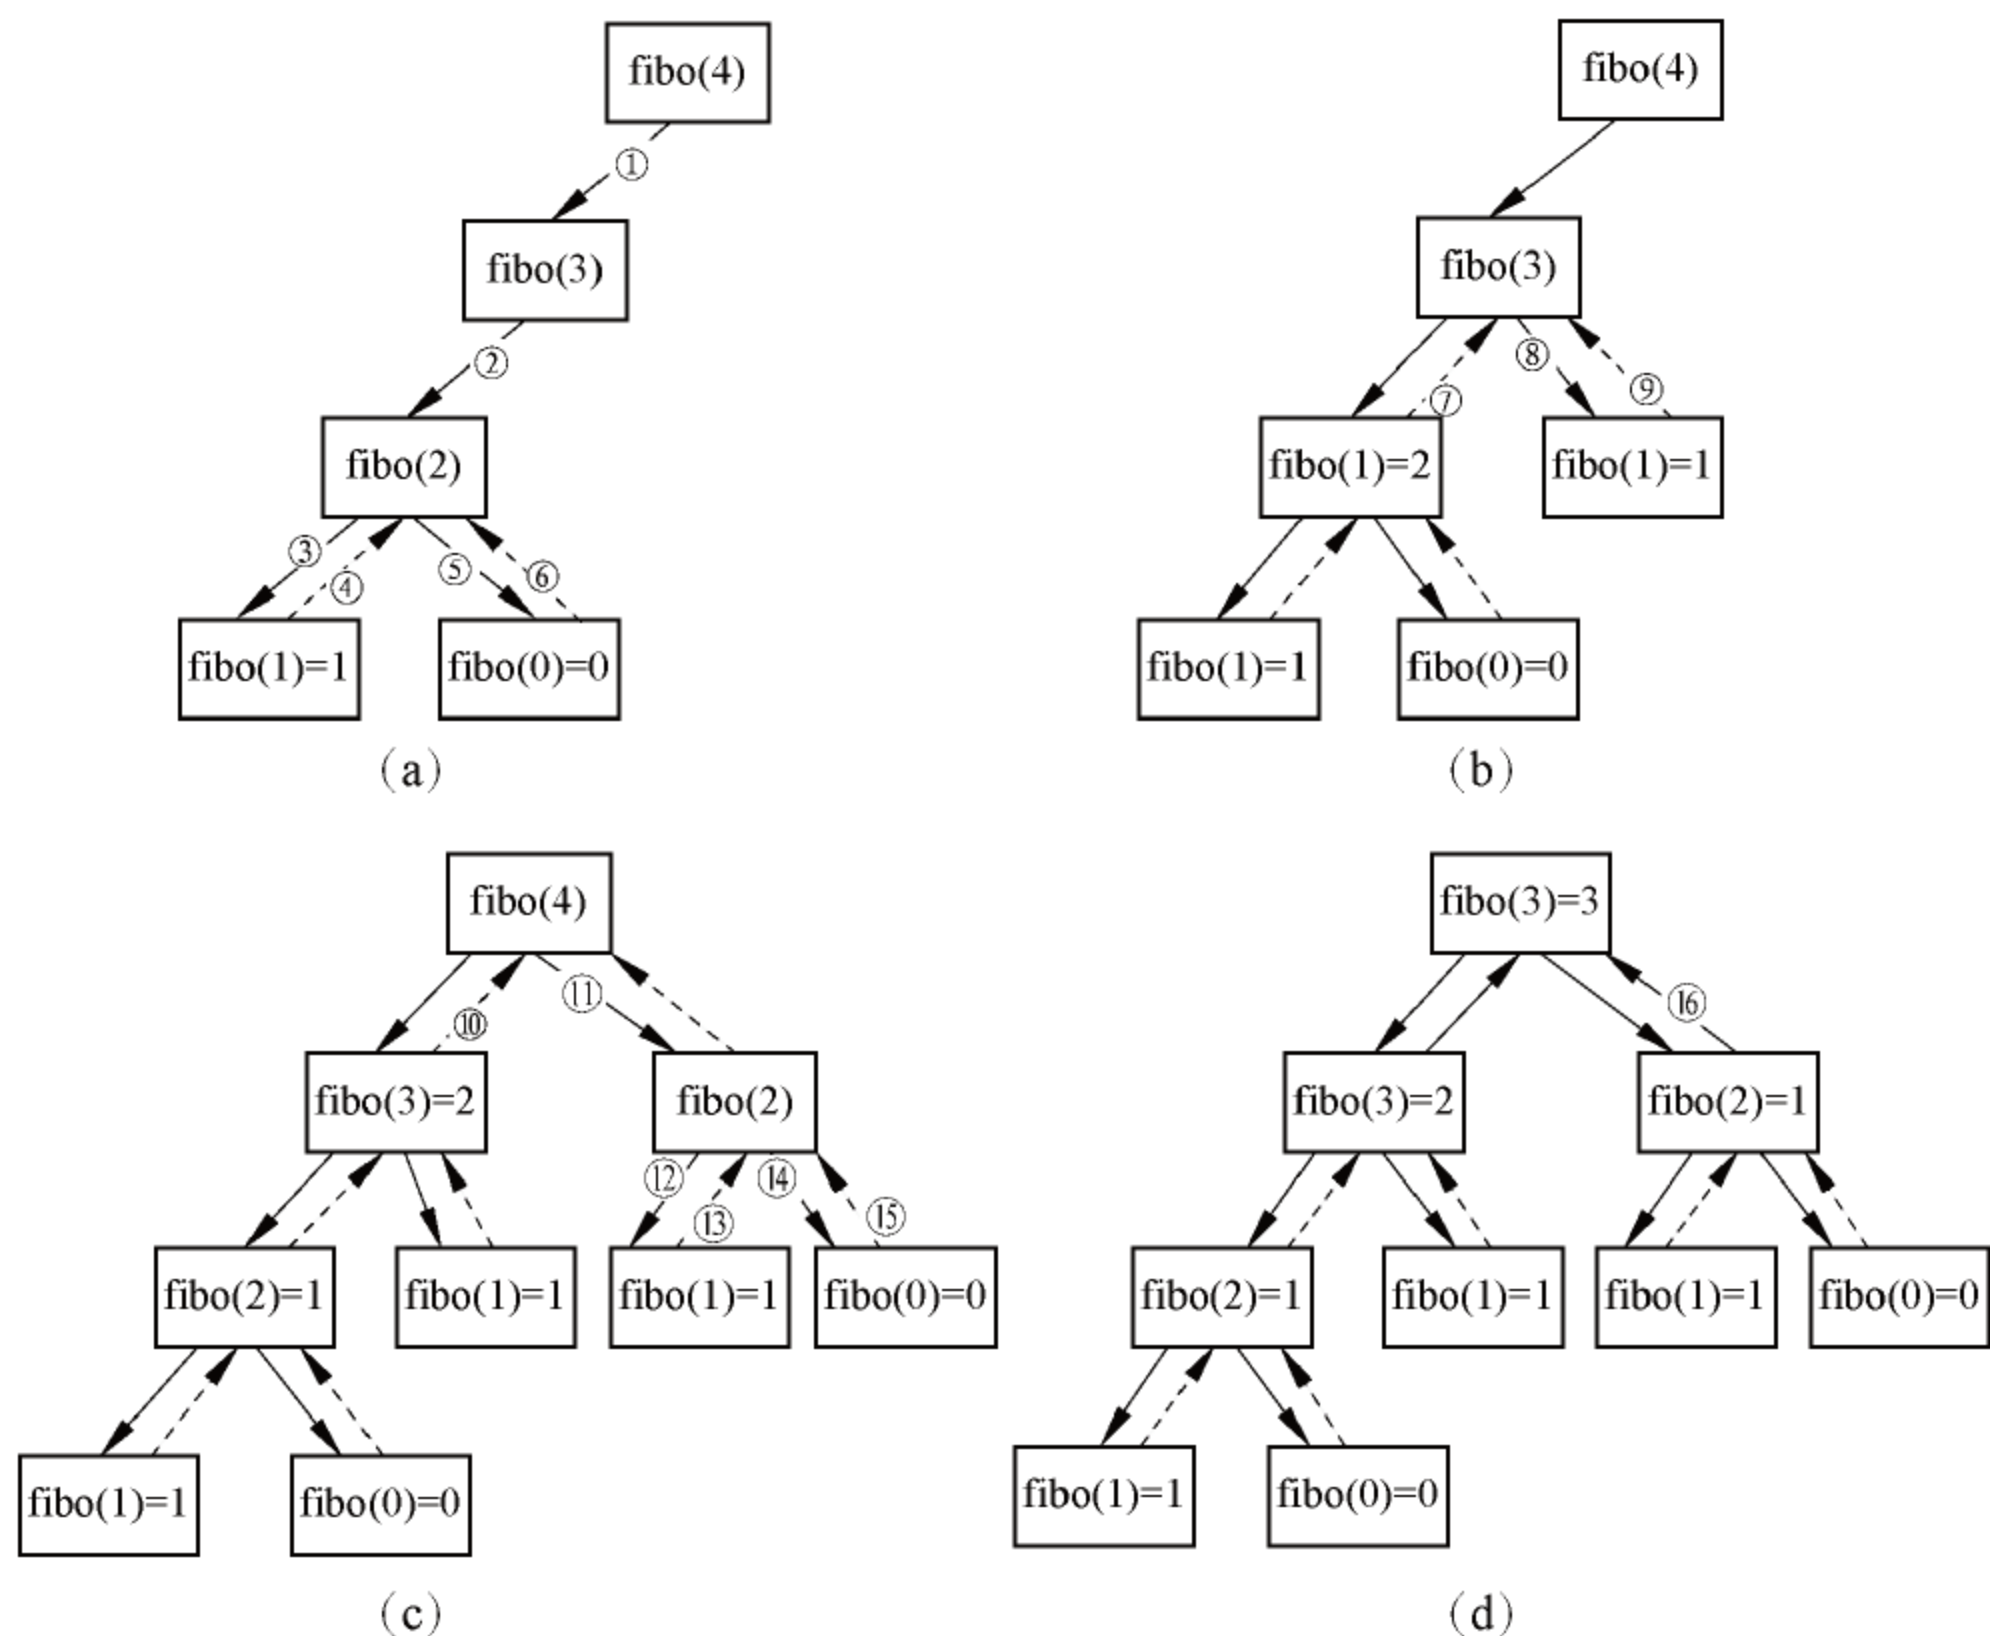 fibo(4)
①
fibo(3)
②
fibo(2)
③ ④ ⑤ ⑥
fibo(1)=1 fibo(0)=0
(a)
fibo(4)
fibo(3)
⑦ ⑧ ⑨
fibo(1)=2 fibo(1)=1
fibo(1)=1 fibo(0)=0
(b)
fibo(4)
⑩ ⑪
fibo(3)=2 fibo(2)
⑫ ⑬ ⑭ ⑮
fibo(2)=1 fibo(1)=1 fibo(1)=1 fibo(0)=0
fibo(1)=1 fibo(0)=0
(c)
fibo(3)=3
⑯
fibo(3)=2 fibo(2)=1
fibo(2)=1 fibo(1)=1 fibo(1)=1 fibo(0)=0
fibo(1)=1 fibo(0)=0
(d)